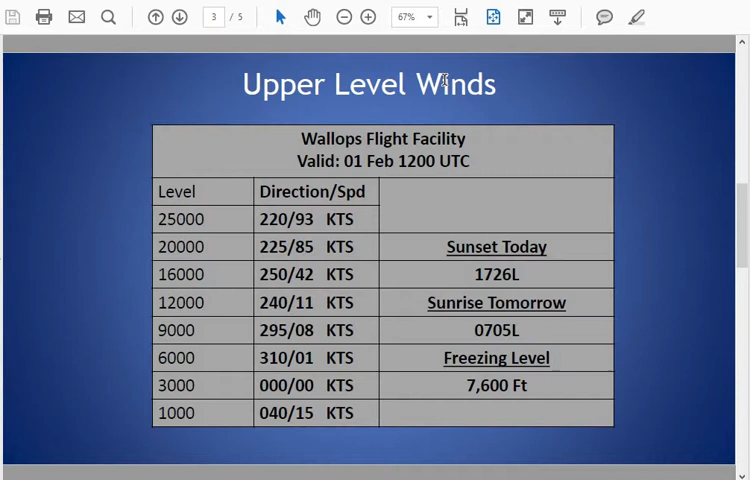 3 / 5 67%
Upper Level Winds
Wallops Flight Facility
Valid: 01 Feb 1200 UTC
Level Direction/Spd
25000 220/93 KTS
20000 225/85 KTS Sunset Today
16000 250/42 KTS 1726L
12000 240/11 KTS Sunrise Tomorrow
9000 295/08 KTS 0705L
6000 310/01 KTS Freezing Level
3000 000/00 KTS 7,600 Ft
1000 040/15 KTS